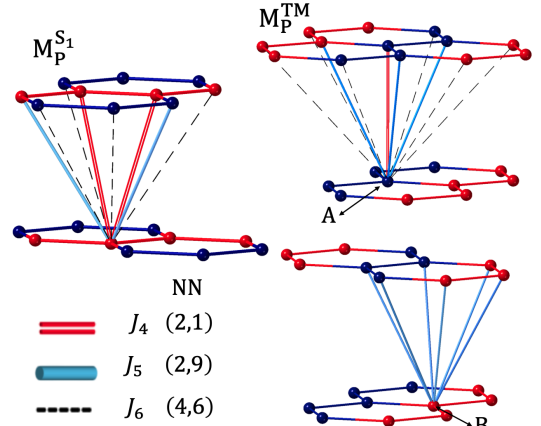 M_P^{S_1}
M_P^{TM}
A
NN
J_4 (2,1)
J_5 (2,9)
J_6 (4,6)
B